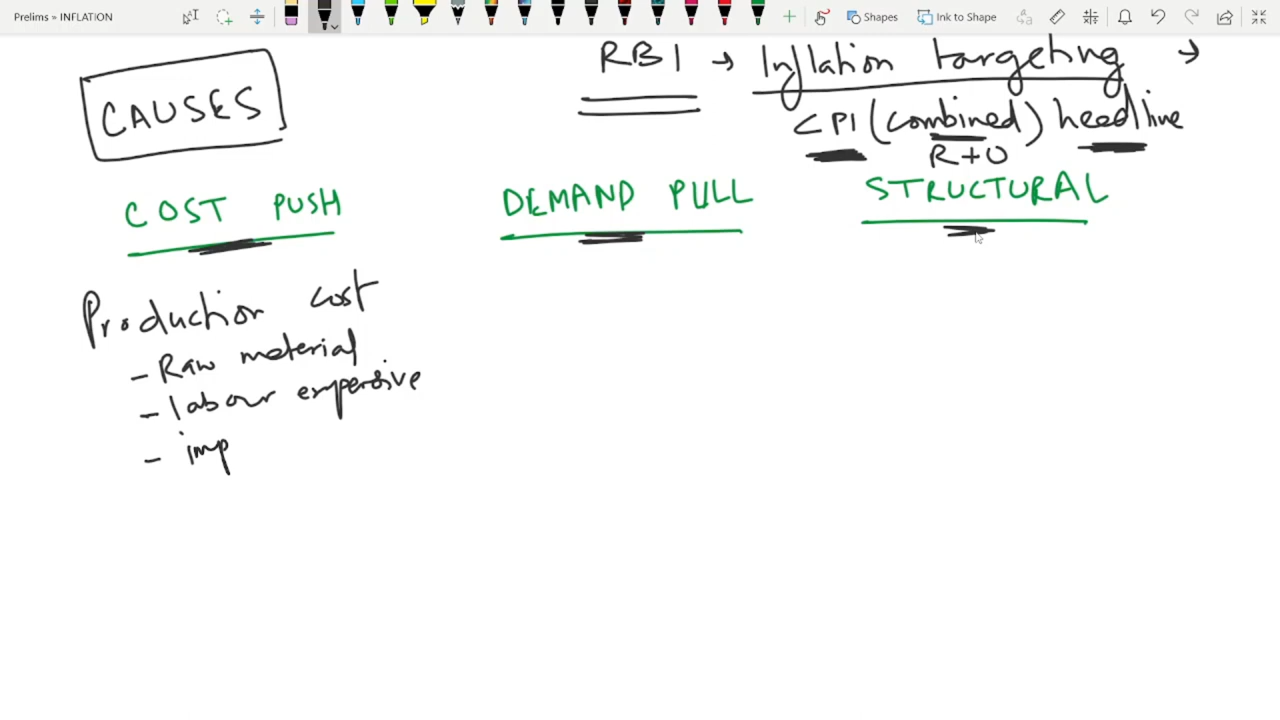 Prelims » INFLATION
Shapes
Ink to Shape
RBI → Inflation targeting →
CAUSES
CPI (combined) headline
R+U
COST PUSH
DEMAND PULL
STRUCTURAL
Production cost
- Raw material
- labour expensive
- imp